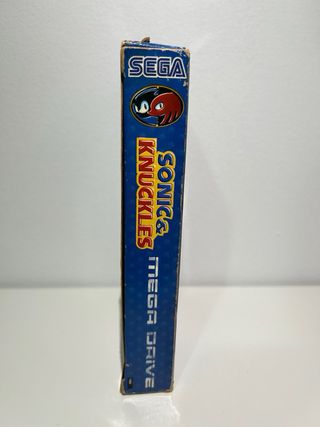 SEGA
SONIC &
KNUCKLES
MEGA DRIVE